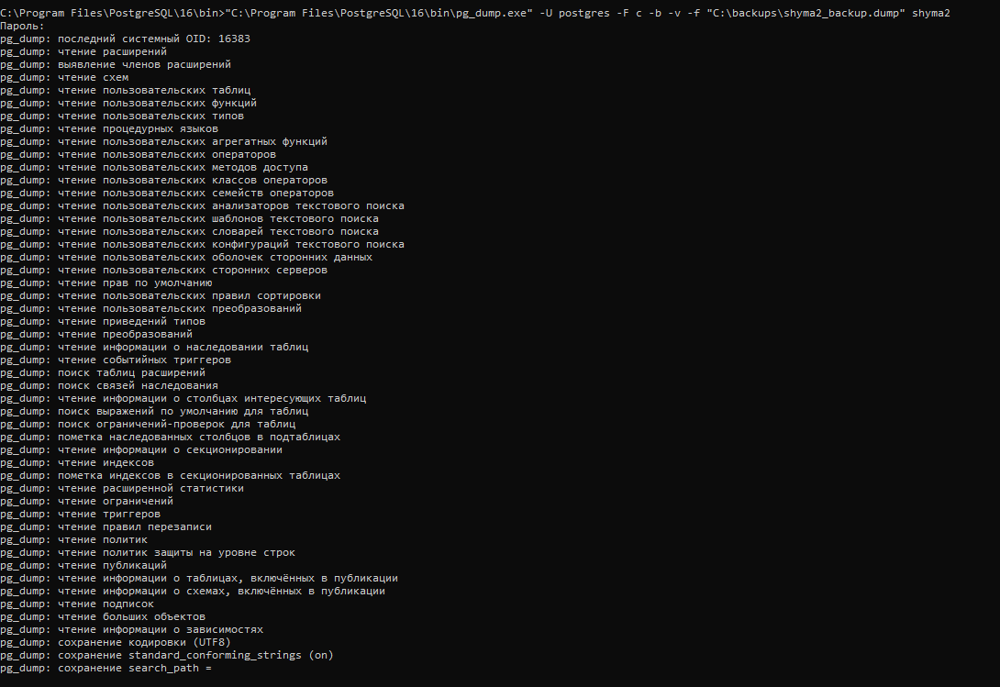 C:\Program Files\PostgreSQL\16\bin>"C:\Program Files\PostgreSQL\16\bin\pg_dump.exe" -U postgres -F c -b -v -f "C:\backups\shyma2_backup.dump" shyma2
Пароль:
pg_dump: последний системный OID: 16383
pg_dump: чтение расширений
pg_dump: выявление членов расширений
pg_dump: чтение схем
pg_dump: чтение пользовательских таблиц
pg_dump: чтение пользовательских функций
pg_dump: чтение пользовательских типов
pg_dump: чтение процедурных языков
pg_dump: чтение пользовательских агрегатных функций
pg_dump: чтение пользовательских операторов
pg_dump: чтение пользовательских методов доступа
pg_dump: чтение пользовательских классов операторов
pg_dump: чтение пользовательских семейств операторов
pg_dump: чтение пользовательских анализаторов текстового поиска
pg_dump: чтение пользовательских шаблонов текстового поиска
pg_dump: чтение пользовательских словарей текстового поиска
pg_dump: чтение пользовательских конфигураций текстового поиска
pg_dump: чтение пользовательских оболочек сторонних данных
pg_dump: чтение пользовательских сторонних серверов
pg_dump: чтение прав по умолчанию
pg_dump: чтение пользовательских правил сортировки
pg_dump: чтение пользовательских преобразований
pg_dump: чтение приведений типов
pg_dump: чтение преобразований
pg_dump: чтение информации о наследовании таблиц
pg_dump: чтение событийных триггеров
pg_dump: поиск таблиц расширений
pg_dump: поиск связей наследования
pg_dump: чтение информации о столбцах интересующих таблиц
pg_dump: поиск выражений по умолчанию для таблиц
pg_dump: поиск ограничений-проверок для таблиц
pg_dump: пометка наследованных столбцов в подтаблицах
pg_dump: чтение информации о секционировании
pg_dump: чтение индексов
pg_dump: пометка индексов в секционированных таблицах
pg_dump: чтение расширенной статистики
pg_dump: чтение ограничений
pg_dump: чтение триггеров
pg_dump: чтение правил перезаписи
pg_dump: чтение политик
pg_dump: чтение политик защиты на уровне строк
pg_dump: чтение публикаций
pg_dump: чтение информации о таблицах, включённых в публикации
pg_dump: чтение информации о схемах, включённых в публикации
pg_dump: чтение подписок
pg_dump: чтение больших объектов
pg_dump: чтение информации о зависимостях
pg_dump: сохранение кодировки (UTF8)
pg_dump: сохранение standard_conforming_strings (on)
pg_dump: сохранение search_path =